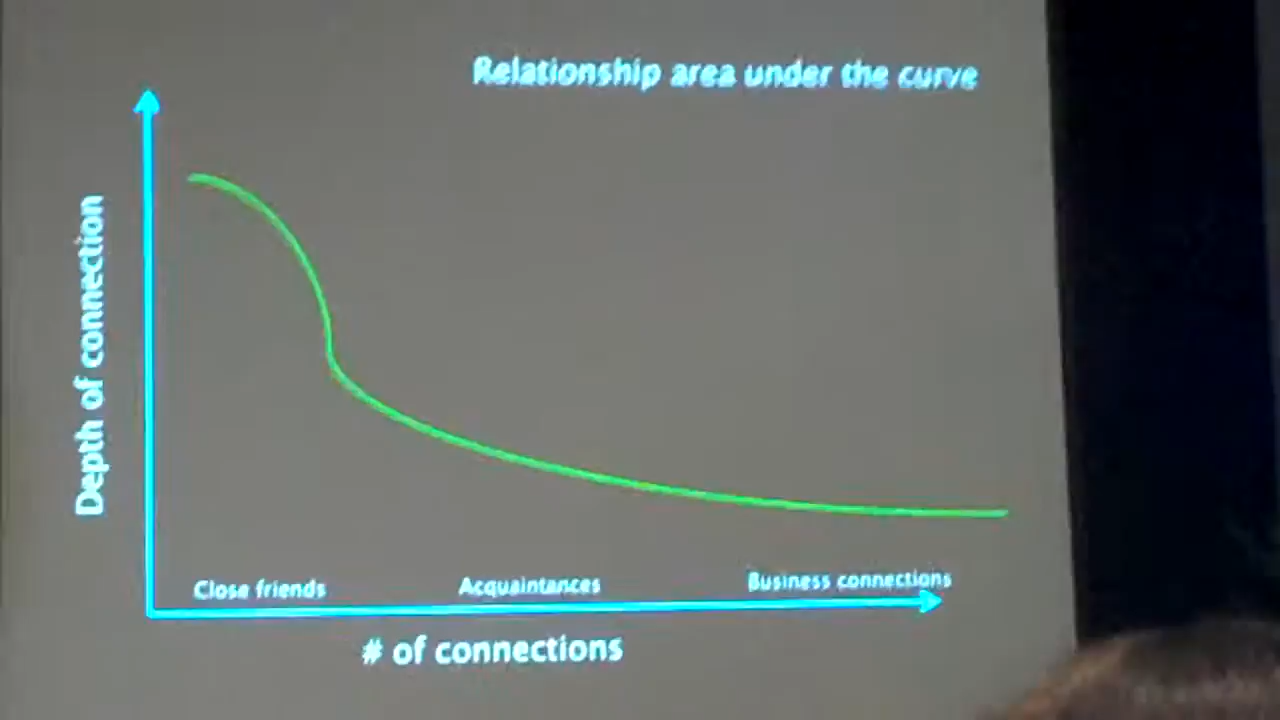 Relationship area under the curve
Depth of connection
Close friends
Acquaintances
Business connections
# of connections